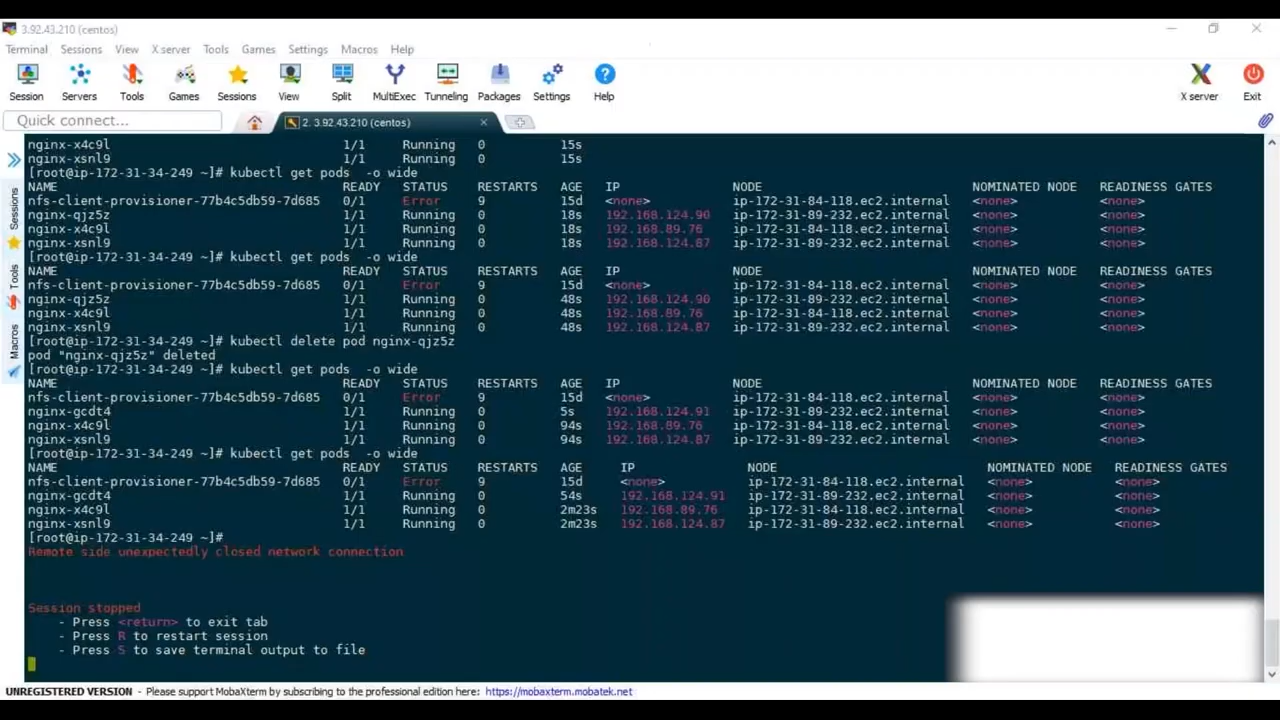 3.92.43.210 (centos)
Terminal Sessions View X server Tools Games Settings Macros Help
Session Servers Tools Games Sessions View Split MultiExec Tunneling Packages Settings Help X server Exit
Quick connect... 2. 3.92.43.210 (centos)
Sessions
Tools
Macros
nginx-x4c9l 1/1 Running 0 15s
nginx-xsnl9 1/1 Running 0 15s
[root@ip-172-31-34-249 ~]# kubectl get pods -o wide
NAME READY STATUS RESTARTS AGE IP NODE NOMINATED NODE READINESS GATES
nfs-client-provisioner-77b4c5db59-7d685 0/1 Error 9 15d <none> ip-172-31-84-118.ec2.internal <none> <none>
nginx-qjz5z 1/1 Running 0 18s 192.168.124.90 ip-172-31-89-232.ec2.internal <none> <none>
nginx-x4c9l 1/1 Running 0 18s 192.168.89.76 ip-172-31-84-118.ec2.internal <none> <none>
nginx-xsnl9 1/1 Running 0 18s 192.168.124.87 ip-172-31-89-232.ec2.internal <none> <none>
[root@ip-172-31-34-249 ~]# kubectl get pods -o wide
NAME READY STATUS RESTARTS AGE IP NODE NOMINATED NODE READINESS GATES
nfs-client-provisioner-77b4c5db59-7d685 0/1 Error 9 15d <none> ip-172-31-84-118.ec2.internal <none> <none>
nginx-qjz5z 1/1 Running 0 48s 192.168.124.90 ip-172-31-89-232.ec2.internal <none> <none>
nginx-x4c9l 1/1 Running 0 48s 192.168.89.76 ip-172-31-84-118.ec2.internal <none> <none>
nginx-xsnl9 1/1 Running 0 48s 192.168.124.87 ip-172-31-89-232.ec2.internal <none> <none>
[root@ip-172-31-34-249 ~]# kubectl delete pod nginx-qjz5z
pod "nginx-qjz5z" deleted
[root@ip-172-31-34-249 ~]# kubectl get pods -o wide
NAME READY STATUS RESTARTS AGE IP NODE NOMINATED NODE READINESS GATES
nfs-client-provisioner-77b4c5db59-7d685 0/1 Error 9 15d <none> ip-172-31-84-118.ec2.internal <none> <none>
nginx-gcdt4 1/1 Running 0 5s 192.168.124.91 ip-172-31-89-232.ec2.internal <none> <none>
nginx-x4c9l 1/1 Running 0 94s 192.168.89.76 ip-172-31-84-118.ec2.internal <none> <none>
nginx-xsnl9 1/1 Running 0 94s 192.168.124.87 ip-172-31-89-232.ec2.internal <none> <none>
[root@ip-172-31-34-249 ~]# kubectl get pods -o wide
NAME READY STATUS RESTARTS AGE IP NODE NOMINATED NODE READINESS GATES
nfs-client-provisioner-77b4c5db59-7d685 0/1 Error 9 15d <none> ip-172-31-84-118.ec2.internal <none> <none>
nginx-gcdt4 1/1 Running 0 54s 192.168.124.91 ip-172-31-89-232.ec2.internal <none> <none>
nginx-x4c9l 1/1 Running 0 2m23s 192.168.89.76 ip-172-31-84-118.ec2.internal <none> <none>
nginx-xsnl9 1/1 Running 0 2m23s 192.168.124.87 ip-172-31-89-232.ec2.internal <none> <none>
[root@ip-172-31-34-249 ~]#
Remote side unexpectedly closed network connection
Session stopped
- Press <return> to exit tab
- Press R to restart session
- Press S to save terminal output to file
UNREGISTERED VERSION - Please support MobaXterm by subscribing to the professional edition here: https://mobaxterm.mobatek.net